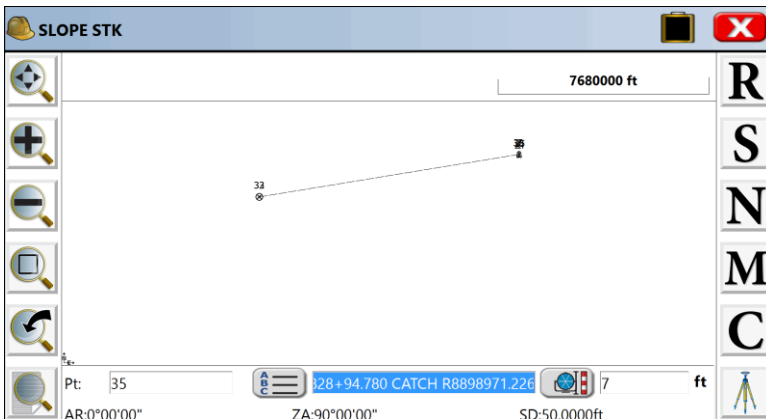 SLOPE STK
7680000 ft
R
S
33
N
M
C
Pt: 35 A B C 328+94.780 CATCH R8898971.226 7 ft
AR:0°00'00" ZA:90°00'00" SD:50.0000ft